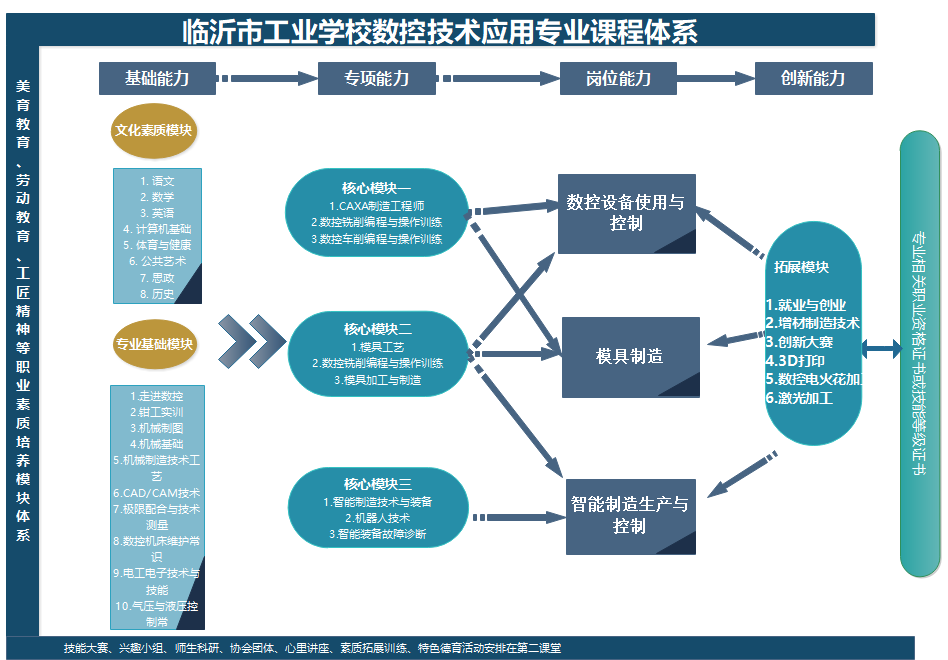 临沂市工业学校数控技术应用专业课程体系
基础能力
专项能力
岗位能力
创新能力
美育教育、劳动教育、工匠精神等职业素质培养模块体系
文化素质模块
1. 语文
2. 数学
3. 英语
4. 计算机基础
5. 体育与健康
6. 公共艺术
7. 思政
8. 历史
专业基础模块
1.走进数控
2.钳工实训
3.机械制图
4.机械基础
5.机械制造技术工
艺
6.CAD/CAM技术
7.极限配合与技术
测量
8.数控机床维护常
识
9.电工电子技术与
技能
10.气压与液压控
制常
核心模块一
1.CAXA制造工程师
2.数控铣削编程与操作训练
3.数控车削编程与操作训练
核心模块二
1.模具工艺
2.数控铣削编程与操作训练
3.模具加工与制造
核心模块三
1.智能制造技术与装备
2.机器人技术
3.智能装备故障诊断
数控设备使用与
控制
模具制造
智能制造生产与
控制
拓展模块
1.就业与创业
2.增材制造技术
3.创新大赛
4.3D打印
5.数控电火花加工
6.激光加工
专业相关职业资格证书或技能等级证书
技能大赛、兴趣小组、师生科研、协会团体、心里讲座、素质拓展训练、特色德育活动安排在第二课堂